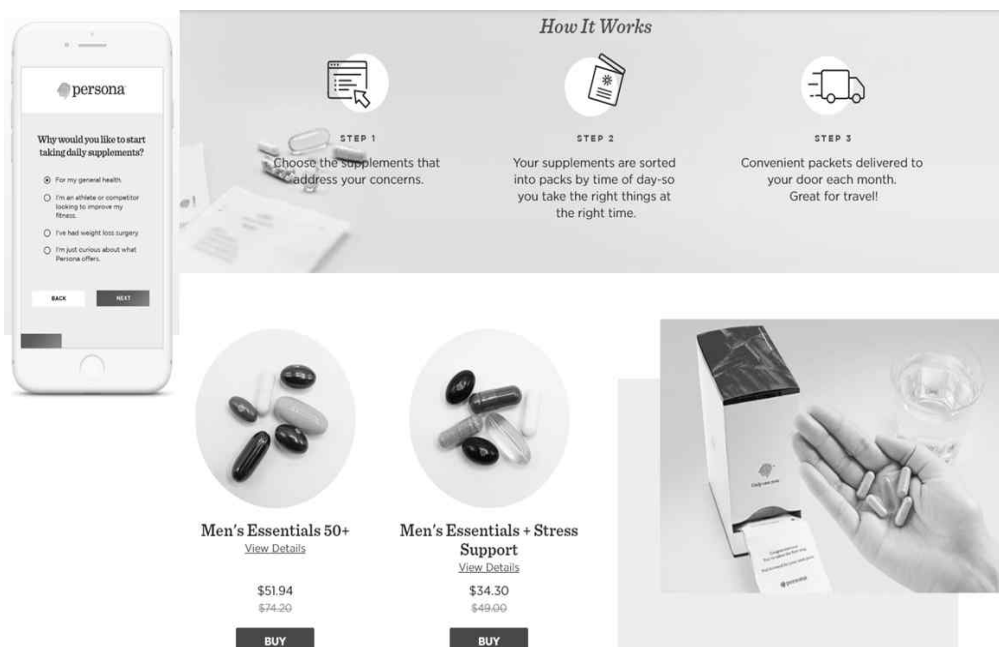 persona
Why would you like to start
taking daily supplements?
For my general health
I'm an athlete or competitor
looking to improve my
fitness.
I've had weight loss surgery
I'm just curious about what
Persona offers.
BACK
NEXT
How It Works
STEP 1
Choose the supplements that
address your concerns.
STEP 2
Your supplements are sorted
into packs by time of day-so
you take the right things at
the right time.
STEP 3
Convenient packets delivered to
your door each month.
Great for travel!
Men's Essentials 50+
View Details
$51.94
$74.20
BUY
Men's Essentials + Stress
Support
View Details
$34.30
$49.00
BUY
persona